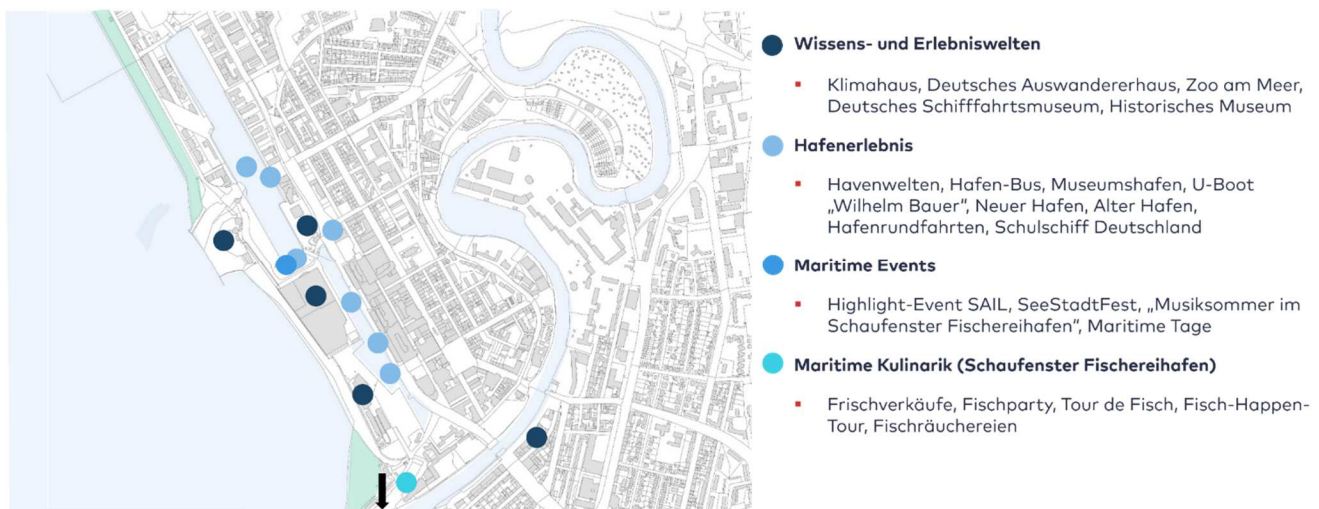 Wissens- und Erlebniswelten
Klimahaus, Deutsches Auswandererhaus, Zoo am Meer,
Deutsches Schifffahrtsmuseum, Historisches Museum
Hafenerlebnis
Havenwelten, Hafen-Bus, Museumshafen, U-Boot
„Wilhelm Bauer“, Neuer Hafen, Alter Hafen,
Hafenrundfahrten, Schulschiff Deutschland
Maritime Events
Highlight-Event SAIL, SeeStadtFest, „Musiksommer im
Schaufenster Fischereihafen“, Maritime Tage
Maritime Kulinarik (Schaufenster Fischereihafen)
Frischverkäufe, Fischparty, Tour de Fisch, Fisch-Happen-
Tour, Fischräuchereien